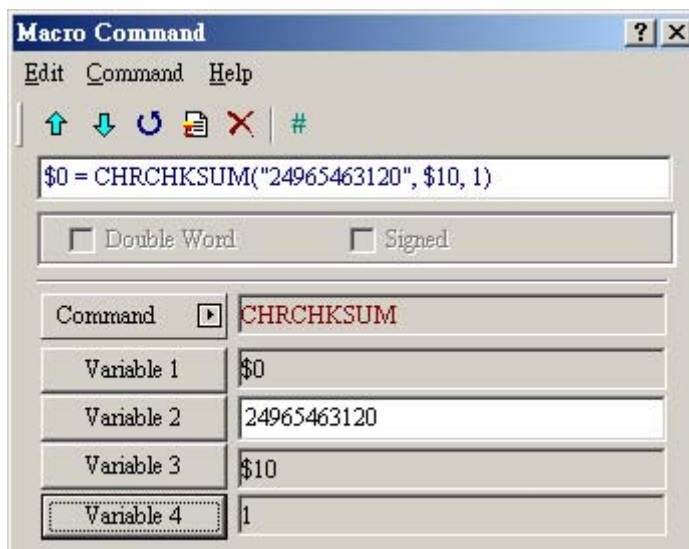 Macro Command
Edit Command Help
#
$0 = CHRCHKSUM("24965463120", $10, 1)
Double Word Signed
Command CHRCHKSUM
Variable 1 $0
Variable 2 24965463120
Variable 3 $10
Variable 4 1